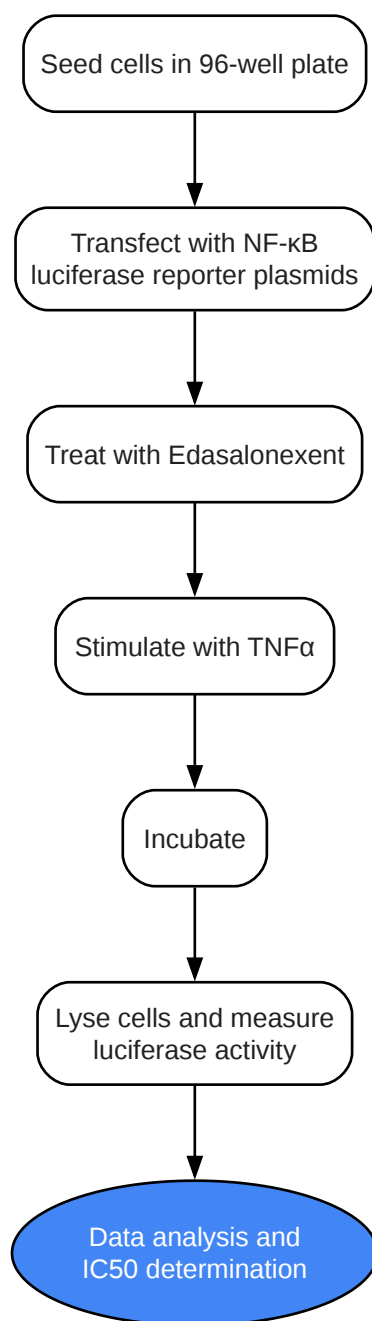 Seed cells in 96-well plate
Transfect with NF-κB
luciferase reporter plasmids
Treat with Edasalonexent
Stimulate with TNFα
Incubate
Lyse cells and measure
luciferase activity
Data analysis and
IC50 determination